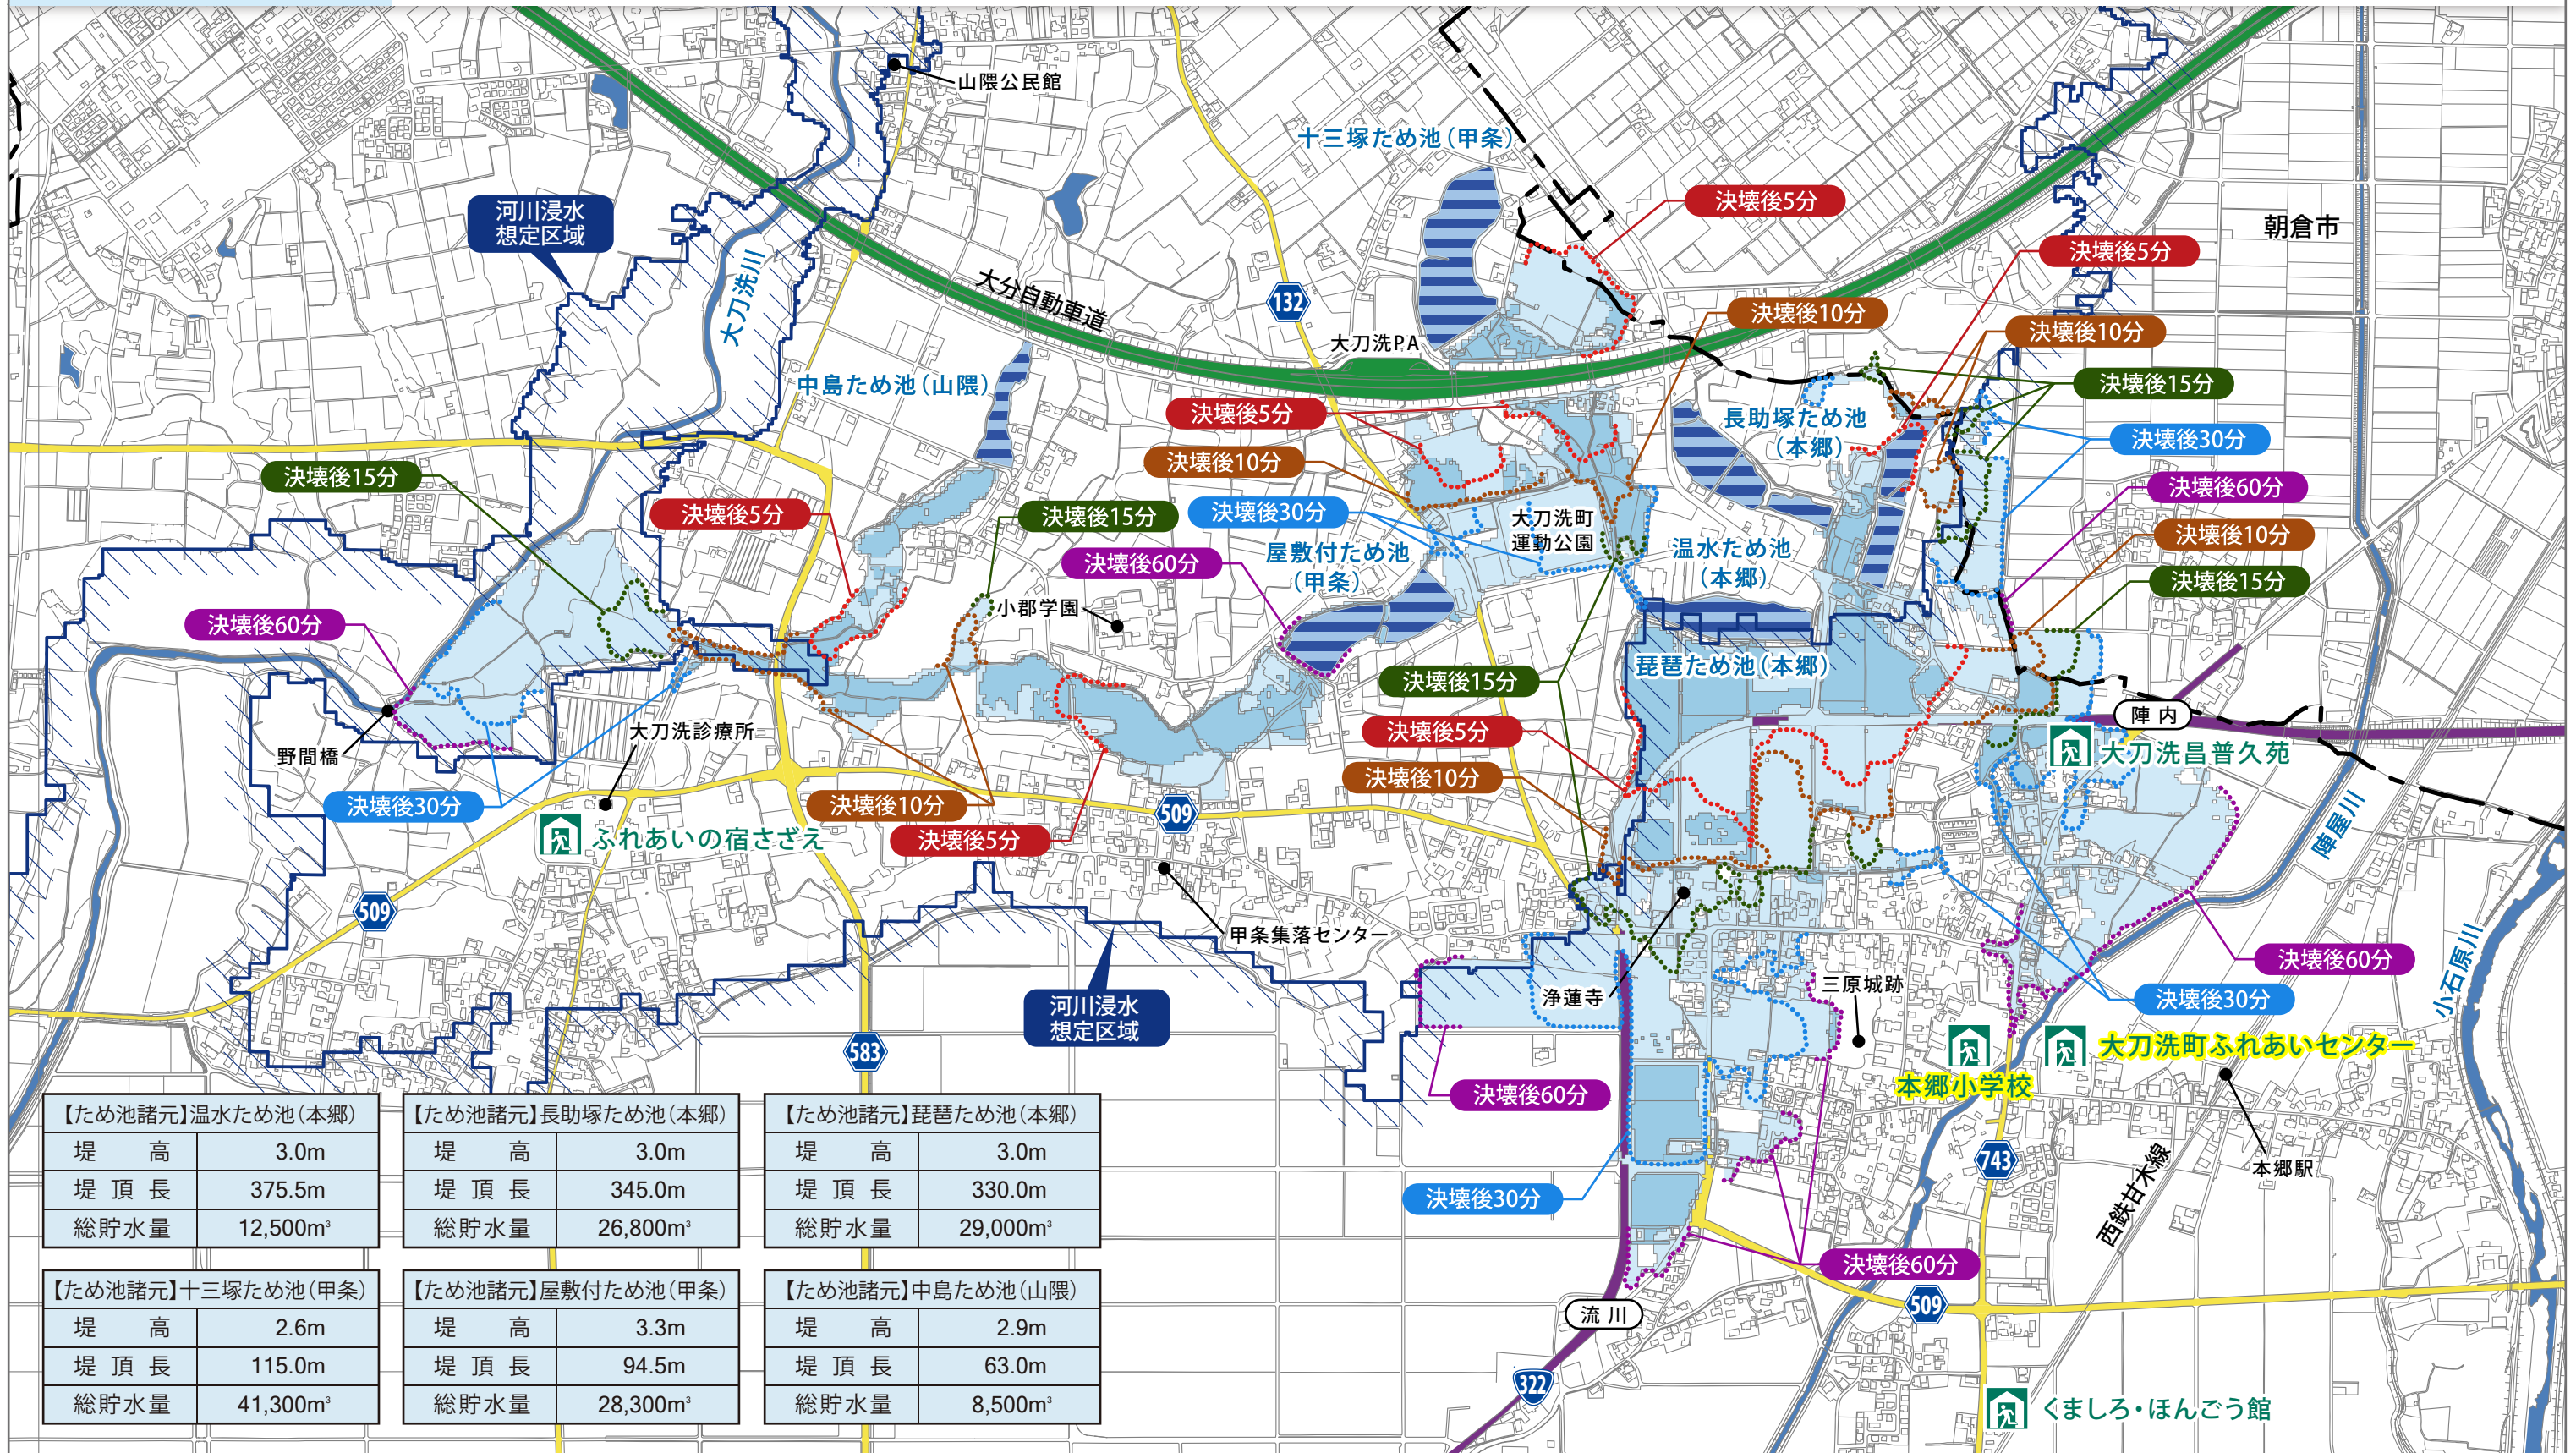 山隈公民館
十三塚ため池（甲条）
決壊後5分
河川浸水
想定区域
朝倉市
決壊後5分
大刀洗川
大分自動車道
132
決壊後10分
決壊後10分
大刀洗PA
中島ため池（山隈）
決壊後15分
決壊後5分
長助塚ため池
（本郷）
決壊後30分
決壊後10分
決壊後15分
決壊後60分
決壊後5分
決壊後15分
決壊後30分
大刀洗町
運動公園
決壊後10分
屋敷付ため池
（甲条）
温水ため池
（本郷）
決壊後60分
決壊後15分
小郡学園
決壊後60分
琵琶ため池（本郷）
決壊後15分
陣内
野間橋
大刀洗診療所
決壊後5分
大刀洗昌普久苑
決壊後10分
決壊後30分
決壊後10分
509
陣屋川
ふれあいの宿さざえ
決壊後5分
509
甲条集落センター
決壊後60分
小石原川
三原城跡
浄蓮寺
決壊後30分
河川浸水
想定区域
583
大刀洗町ふれあいセンター
本郷小学校
決壊後60分
743
西鉄甘木線
本郷駅
決壊後30分
決壊後60分
509
流川
322
くましろ・ほんごう館
【ため池諸元】温水ため池（本郷）
堤高 3.0m
堤頂長 375.5m
総貯水量 12,500m³
【ため池諸元】長助塚ため池（本郷）
堤高 3.0m
堤頂長 345.0m
総貯水量 26,800m³
【ため池諸元】琵琶ため池（本郷）
堤高 3.0m
堤頂長 330.0m
総貯水量 29,000m³
【ため池諸元】十三塚ため池（甲条）
堤高 2.6m
堤頂長 115.0m
総貯水量 41,300m³
【ため池諸元】屋敷付ため池（甲条）
堤高 3.3m
堤頂長 94.5m
総貯水量 28,300m³
【ため池諸元】中島ため池（山隈）
堤高 2.9m
堤頂長 63.0m
総貯水量 8,500m³